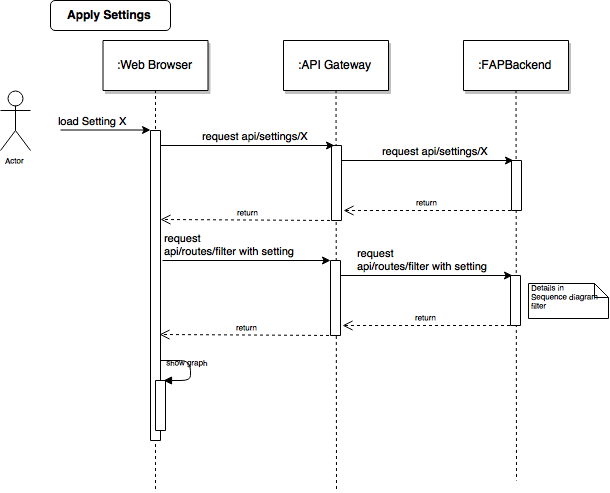 Apply Settings
:Web Browser
:API Gateway
:FAPBackend
load Setting X
Actor
request api/settings/X
request api/settings/X
return
return
request
api/routes/filter with setting
request
api/routes/filter with setting
Details in
Sequence diagram
filter
return
return
show graph